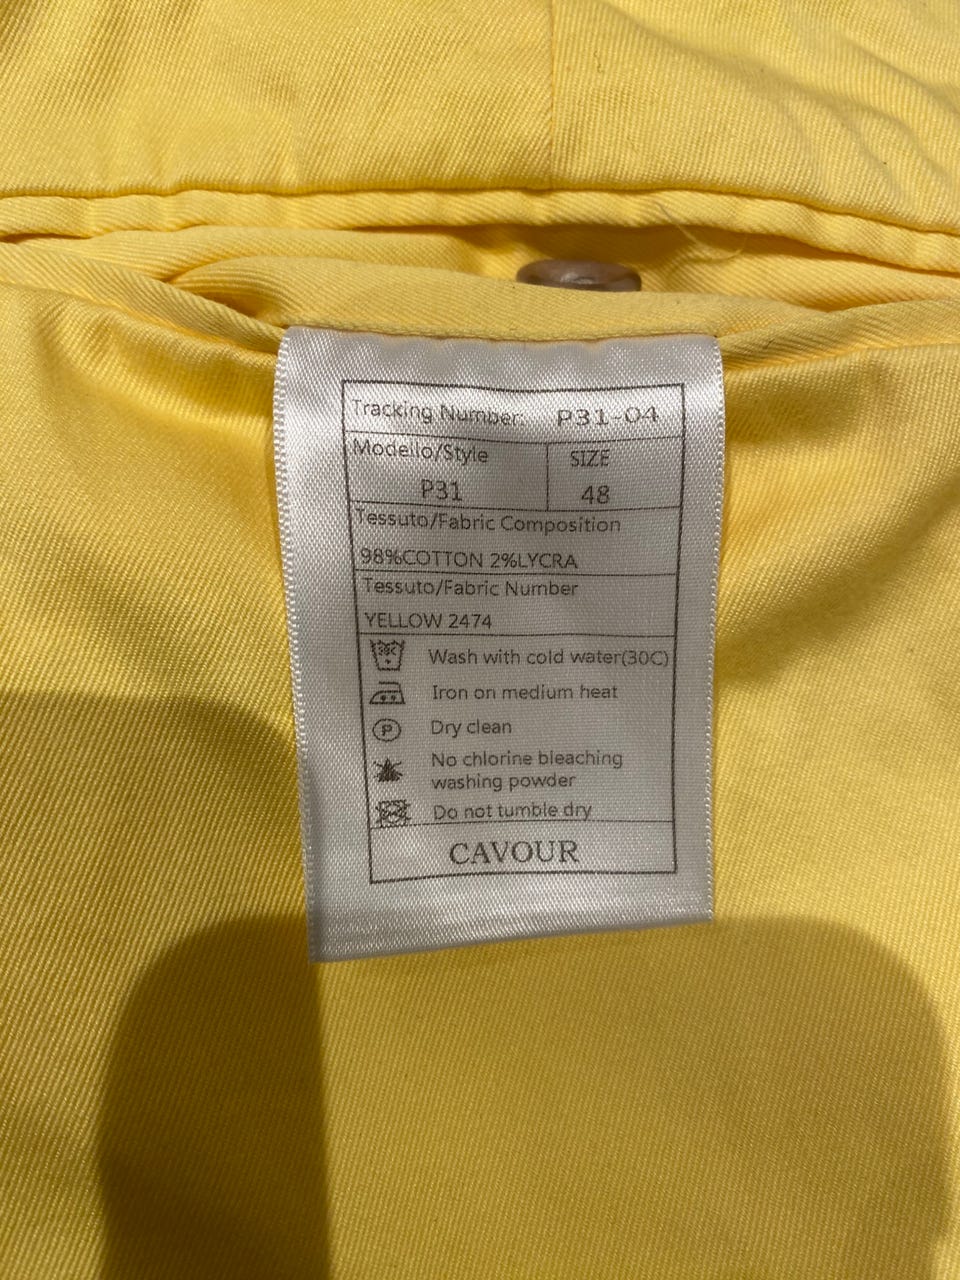 Tracking Number: P31-04
Modello/Style SIZE
P31 48
Tessuto/Fabric Composition
98%COTTON 2%LYCRA
Tessuto/Fabric Number
YELLOW 2474
30C Wash with cold water(30C)
Iron on medium heat
P Dry clean
No chlorine bleaching
washing powder
Do not tumble dry
CAVOUR